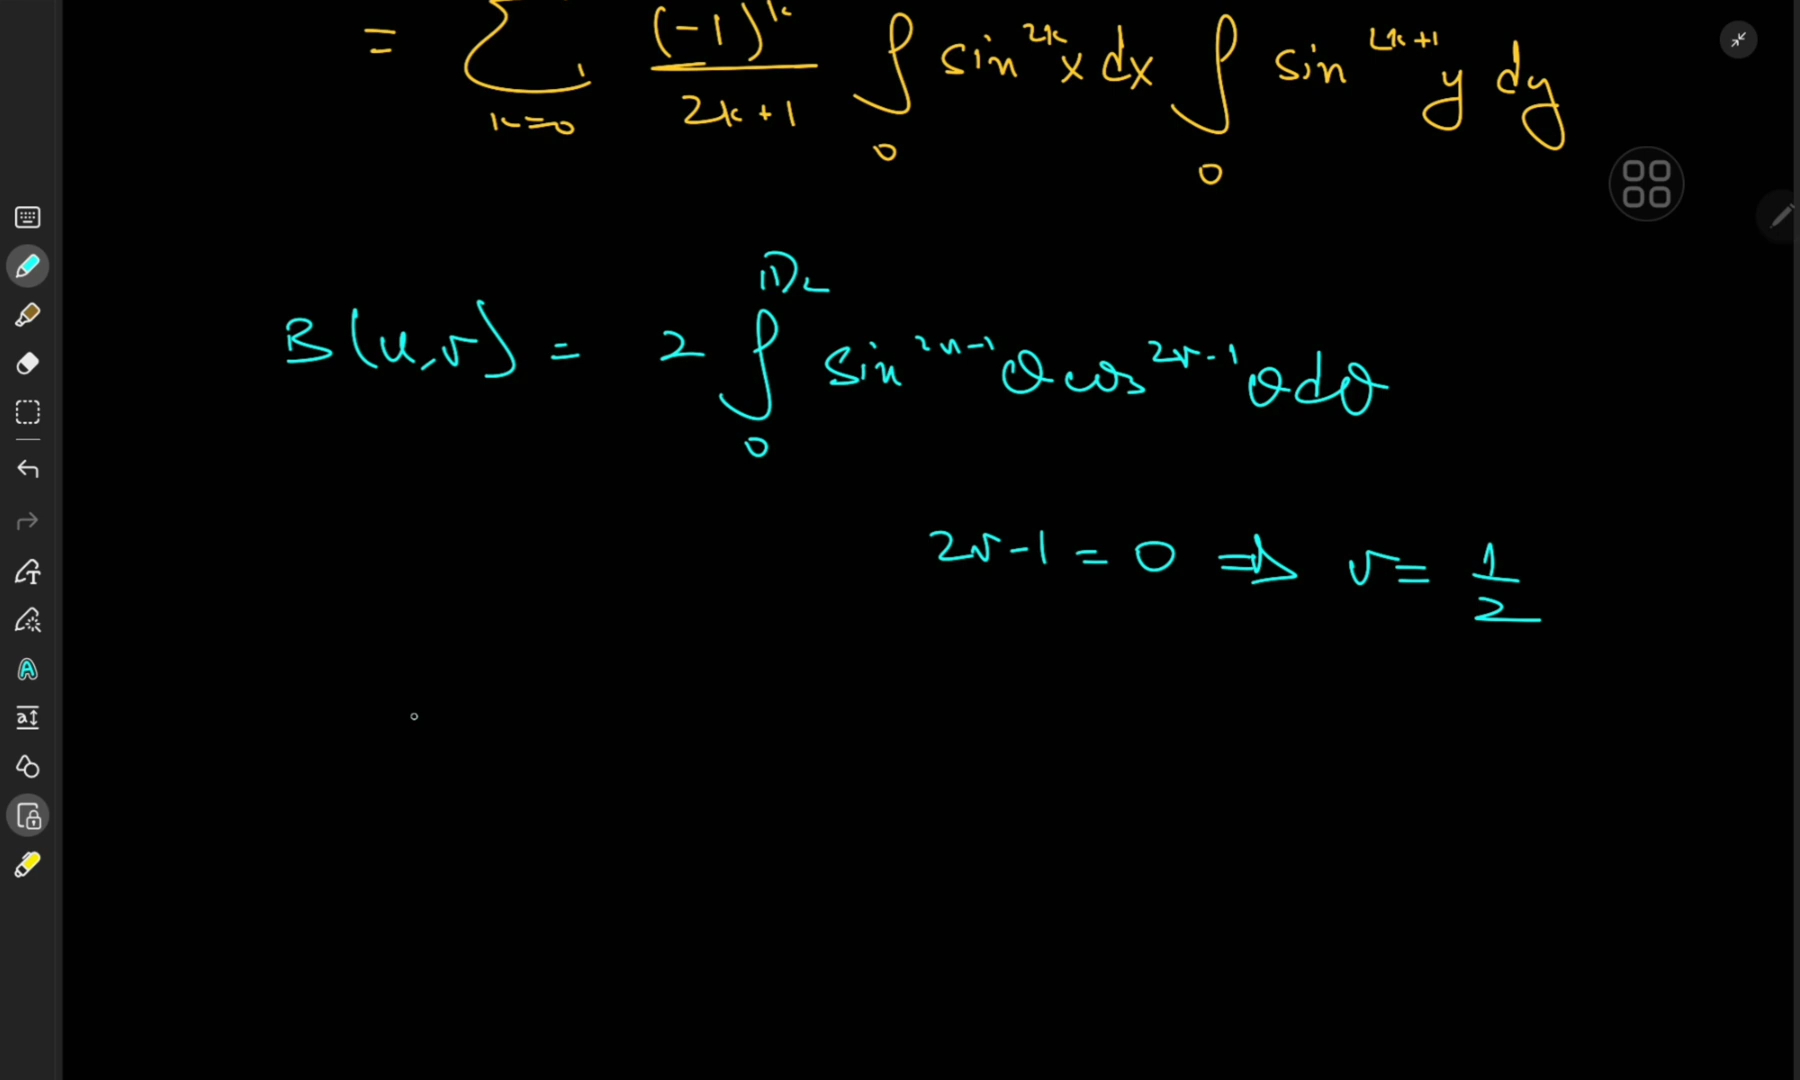 = ∑_{k=0} (-1)^k / (2k+1) ∫_0 sin^{2k} x dx ∫_0 sin^{2k+1} y dy
B(u,v) = 2 ∫_0^{π/2} sin^{2u-1} θ cos^{2v-1} θ dθ
2v-1 = 0 ⇒ v = 1/2